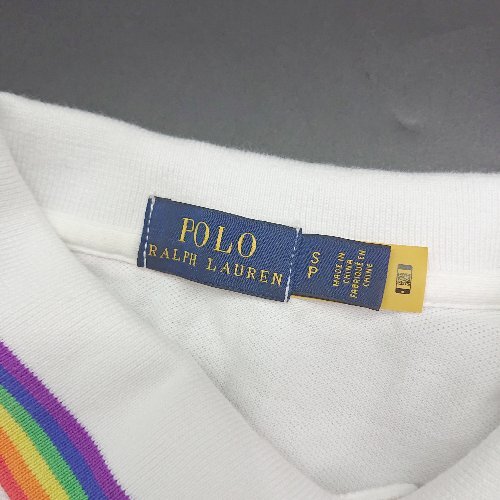 POLO
RALPH LAUREN
S
P
MADE IN
CHINA
FABRIQUÉ EN
CHINE